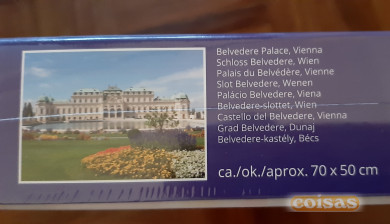 Belvedere Palace, Vienna
Schloss Belvedere, Wien
Palais du Belvédère, Vienne
Slot Belvedere, Wenen
Palácio Belvedere, Viena
Belvedere-slottet, Wien
Castello del Belvedere, Vienna
Grad Belvedere, Dunaj
Belvedere-kastély, Bécs
ca./ok./aprox. 70 x 50 cm
coisas